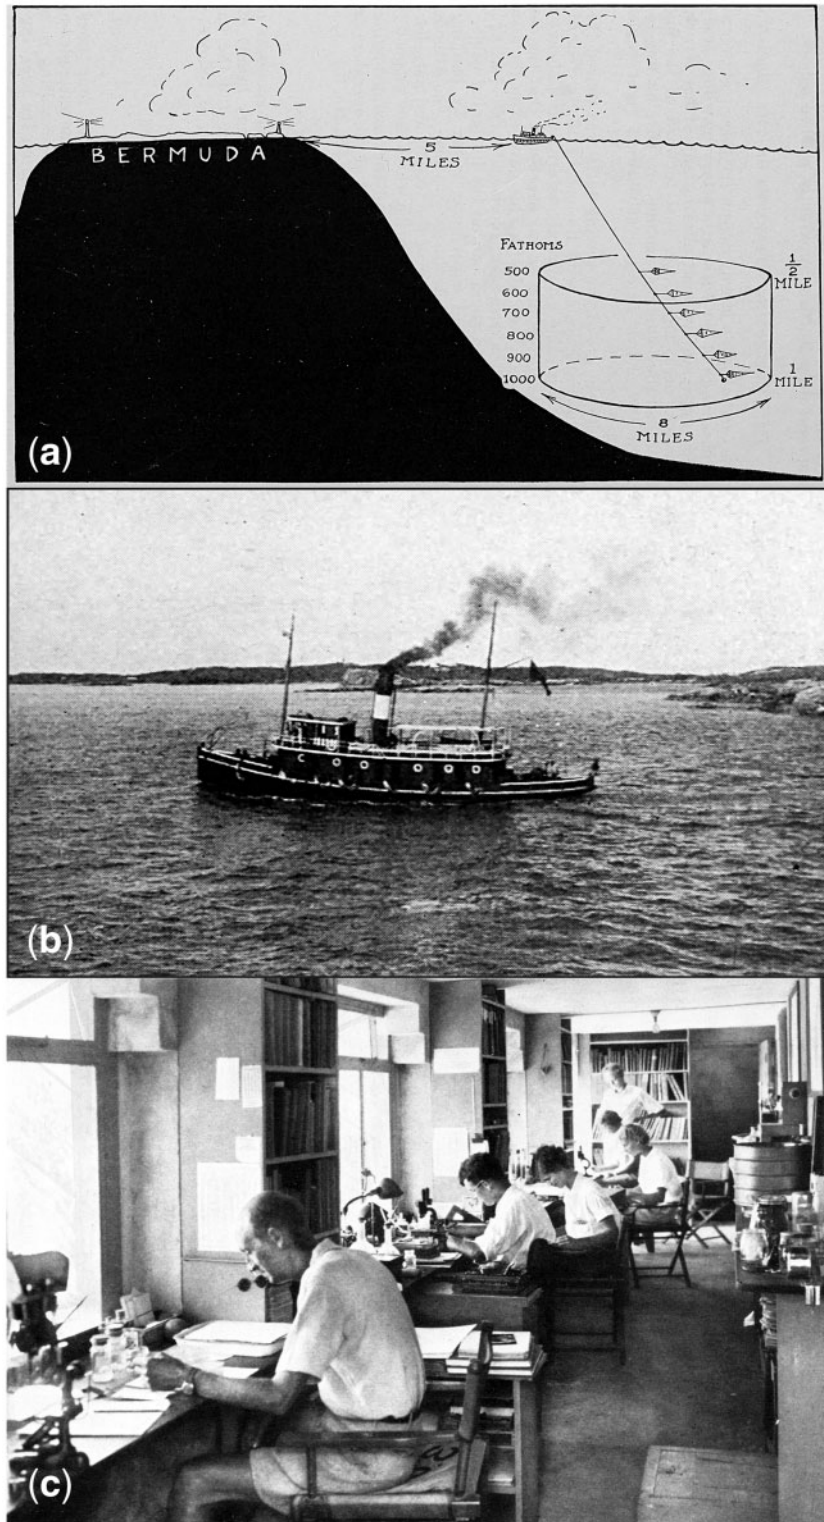 BERMUDA
5
MILES
FATHOMS
500
600
700
800
900
1000
1/2
MILE
1
MILE
8
MILES
(a)
(b)
(c)